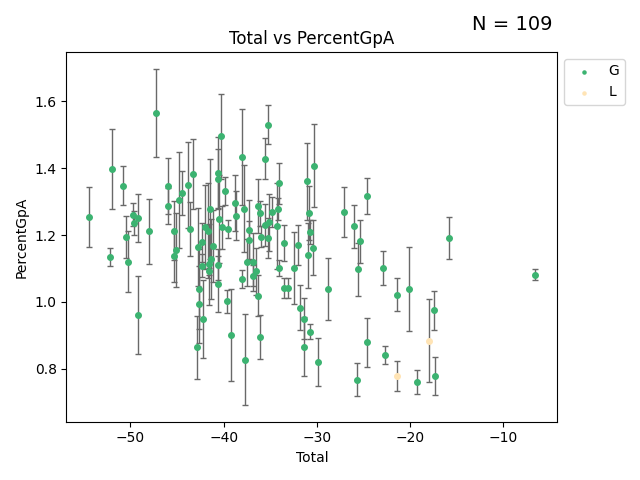 N = 109
Total vs PercentGpA
G
L
PercentGpA
1.6
1.4
1.2
1.0
0.8
−50
−40
−30
−20
−10
Total